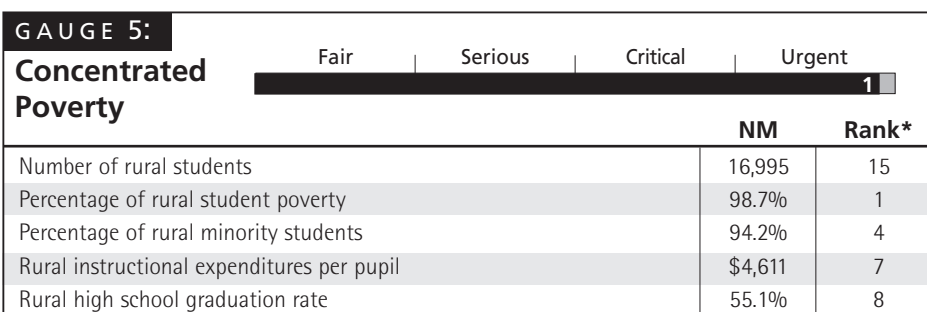 GAUGE 5:
Concentrated
Poverty
Fair Serious Critical Urgent
1
NM Rank*
Number of rural students 16,995 15
Percentage of rural student poverty 98.7% 1
Percentage of rural minority students 94.2% 4
Rural instructional expenditures per pupil $4,611 7
Rural high school graduation rate 55.1% 8